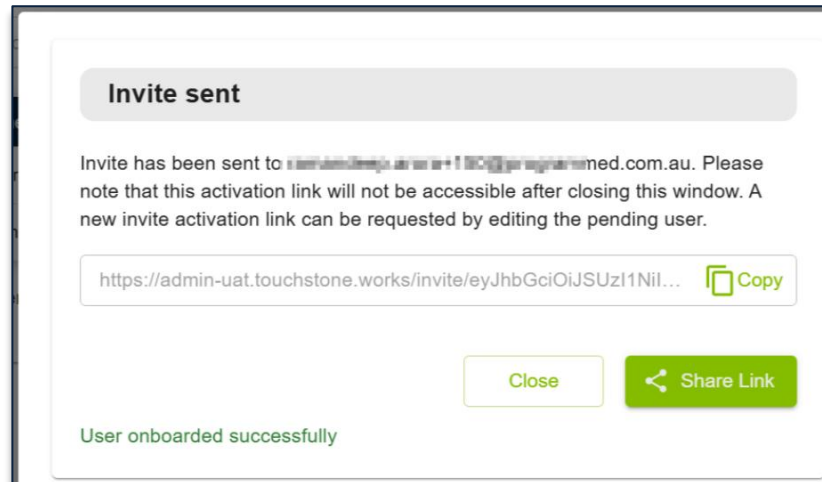 Invite sent
Invite has been sent to med.com.au. Please
note that this activation link will not be accessible after closing this window. A
new invite activation link can be requested by editing the pending user.
https://admin-uat.touchstone.works/invite/eyJhbGciOiJSUzI1NiI...
Copy
Close
Share Link
User onboarded successfully